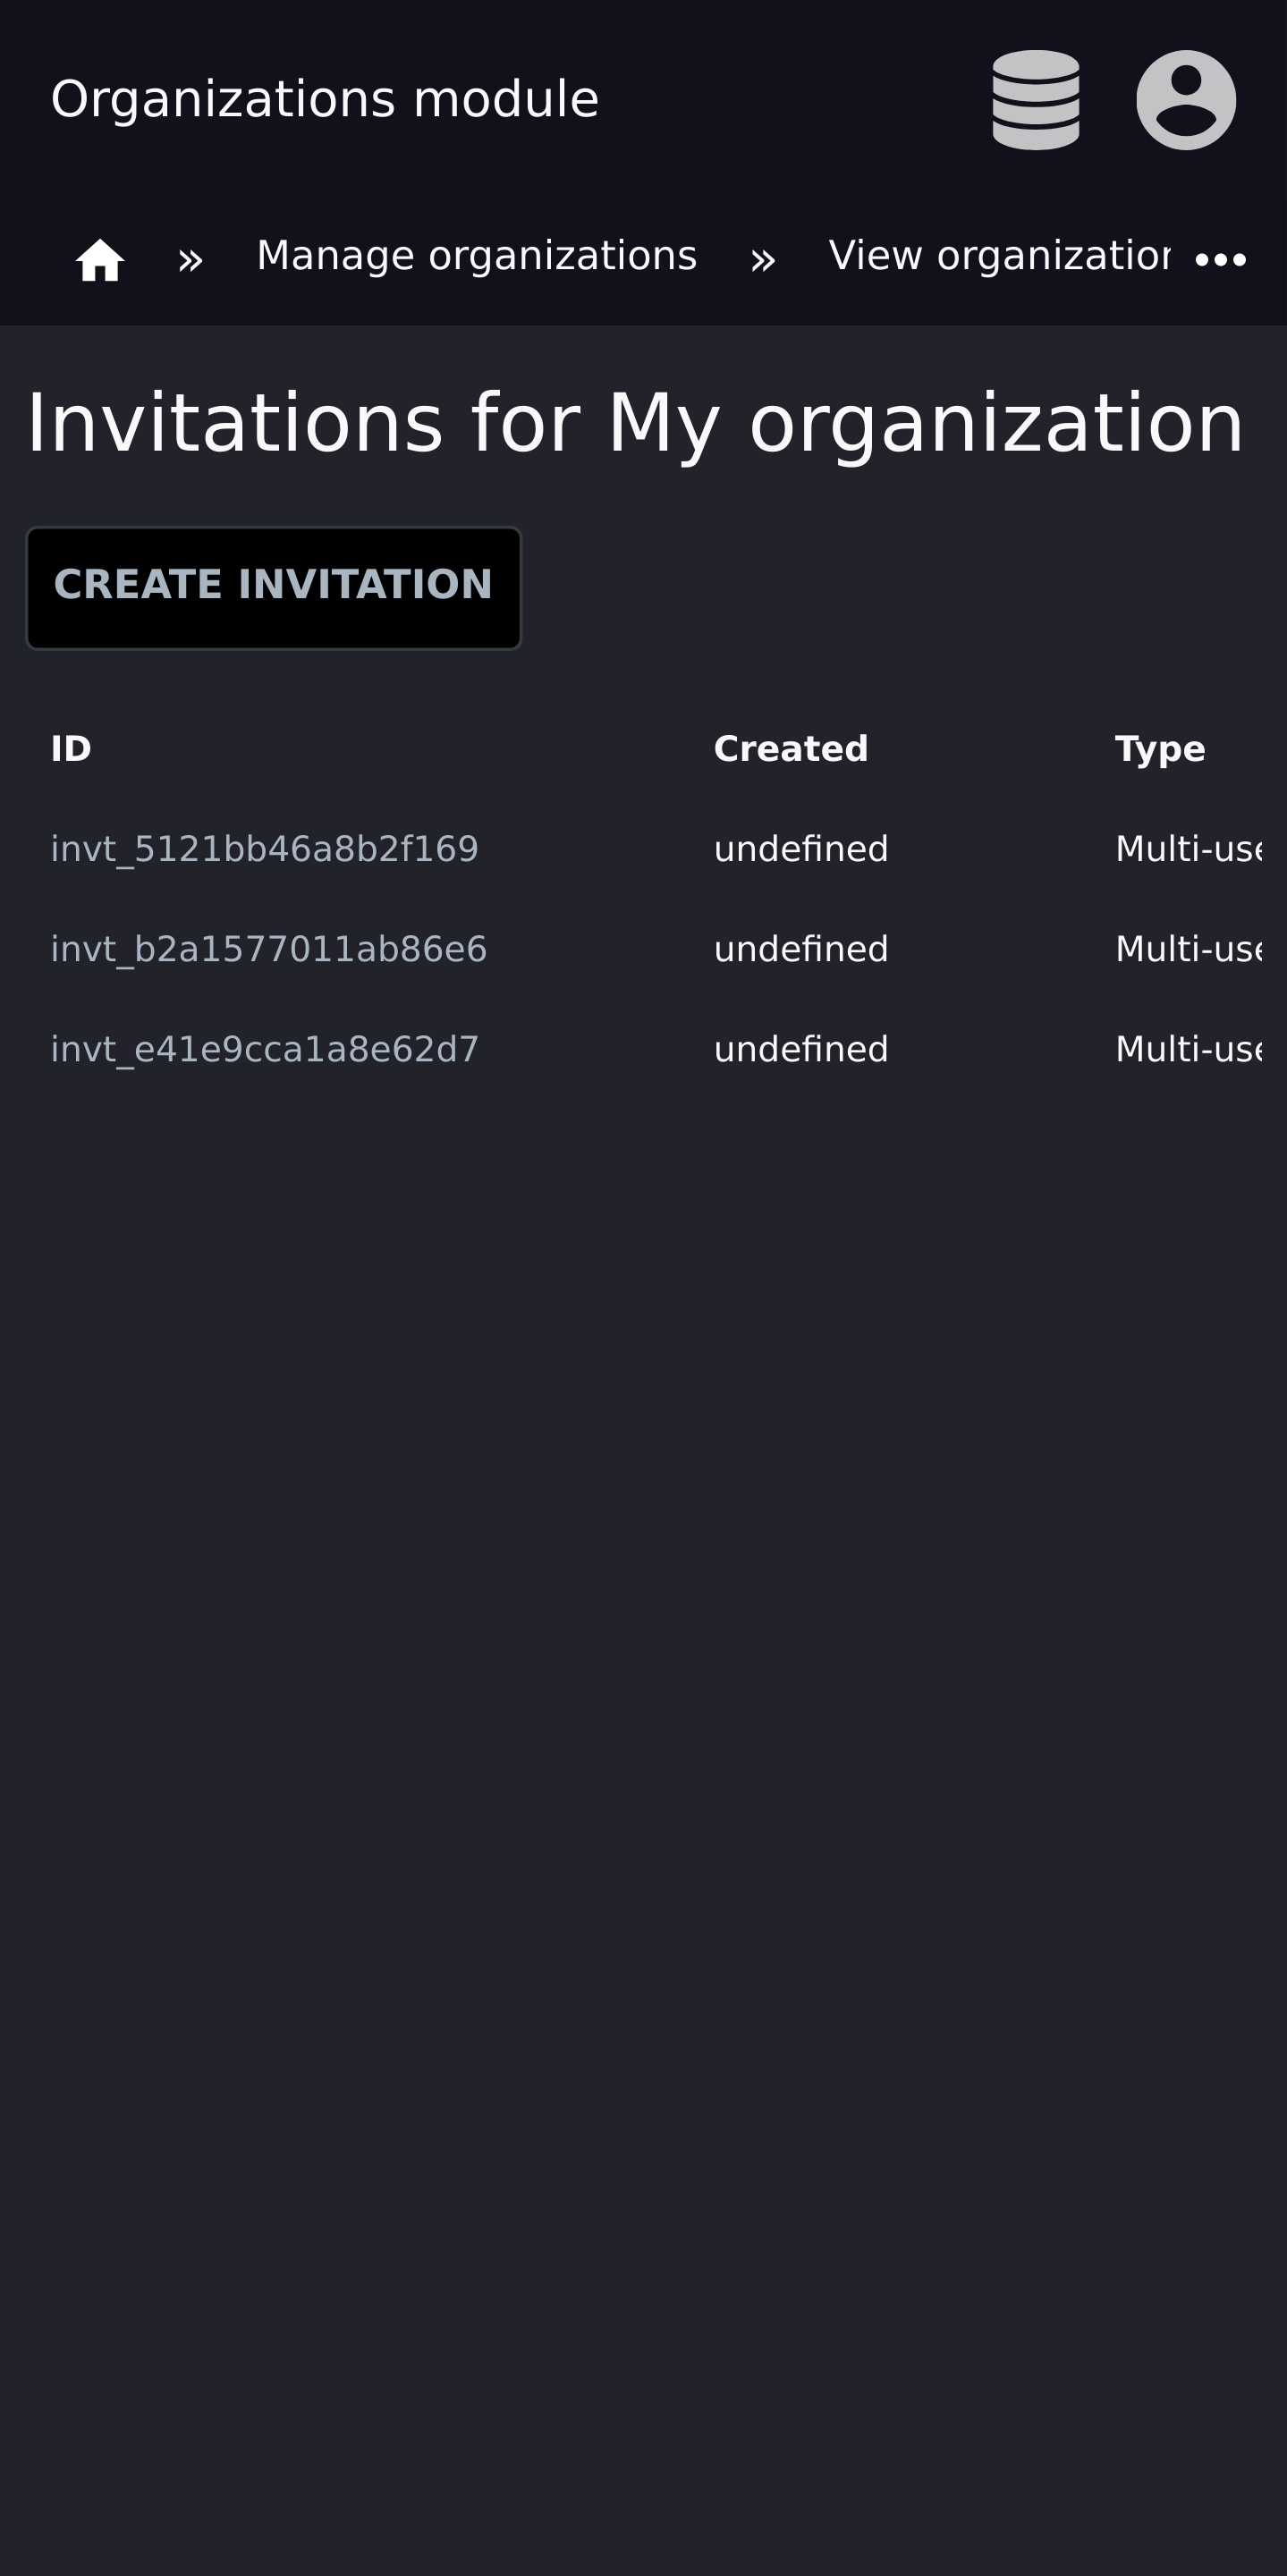 Organizations module
» Manage organizations » View organization
Invitations for My organization
CREATE INVITATION
ID Created Type
invt_5121bb46a8b2f169 undefined Multi-use
invt_b2a1577011ab86e6 undefined Multi-use
invt_e41e9cca1a8e62d7 undefined Multi-use